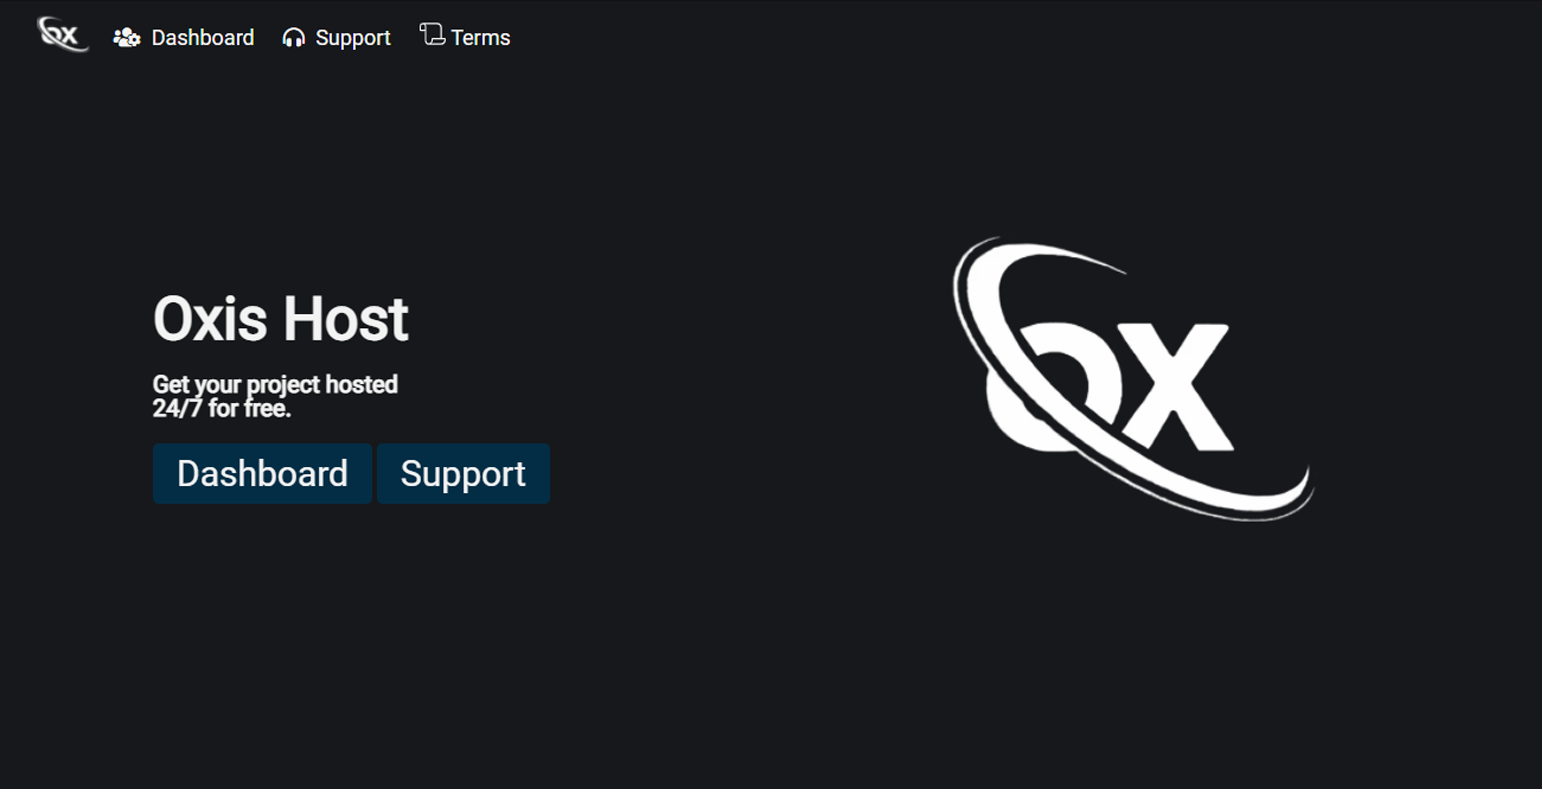 OX Dashboard Support Terms
Oxis Host
Get your project hosted
24/7 for free.
Dashboard Support
OX